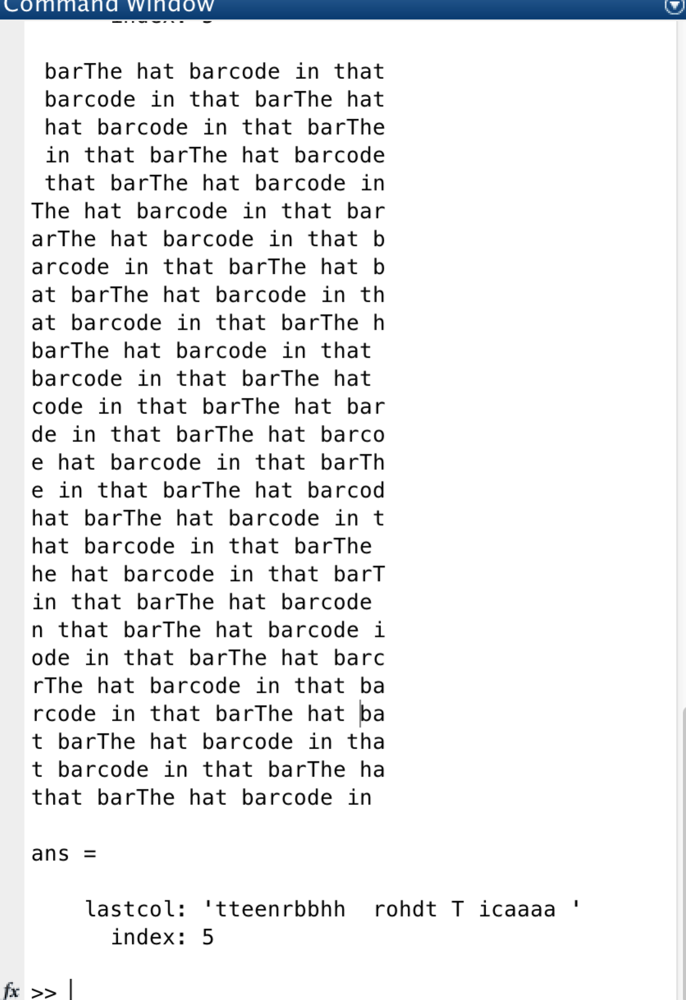 Command Window
index: 5
 barThe hat barcode in that
 barcode in that barThe hat
 hat barcode in that barThe
 in that barThe hat barcode
 that barThe hat barcode in
The hat barcode in that bar
arThe hat barcode in that b
arcode in that barThe hat b
at barThe hat barcode in th
at barcode in that barThe h
barThe hat barcode in that 
barcode in that barThe hat 
code in that barThe hat bar
de in that barThe hat barco
e hat barcode in that barTh
e in that barThe hat barcod
hat barThe hat barcode in t
hat barcode in that barThe 
he hat barcode in that barT
in that barThe hat barcode 
n that barThe hat barcode i
ode in that barThe hat barc
rThe hat barcode in that ba
rcode in that barThe hat ba
t barThe hat barcode in tha
t barcode in that barThe ha
that barThe hat barcode in 
ans =
lastcol: 'tteenrbbhh  rohdt T icaaaa '
index: 5
fx >>